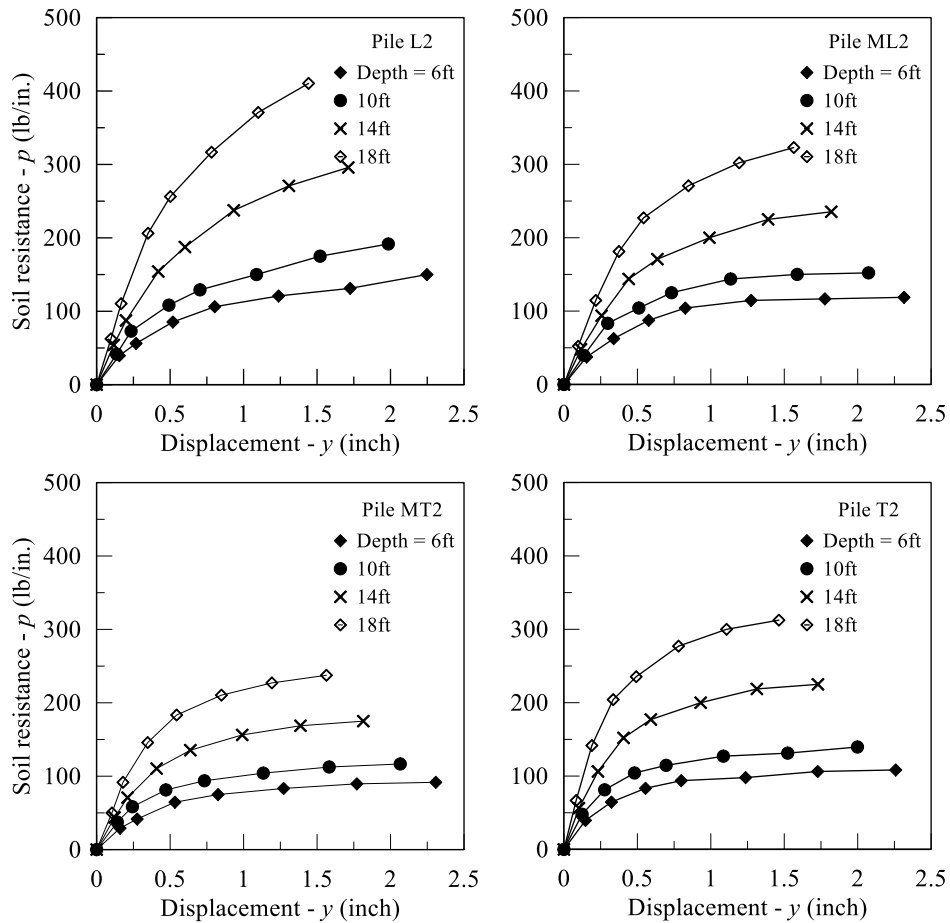 500
400
300
200
100
0
Soil resistance - p (lb/in.)
Pile L2
Depth = 6ft
10ft
14ft
18ft
0 0.5 1 1.5 2 2.5
Displacement - y (inch)
500
400
300
200
100
0
Pile ML2
Depth = 6ft
10ft
14ft
18ft
0 0.5 1 1.5 2 2.5
Displacement - y (inch)
500
400
300
200
100
0
Soil resistance - p (lb/in.)
Pile MT2
Depth = 6ft
10ft
14ft
18ft
0 0.5 1 1.5 2 2.5
Displacement - y (inch)
500
400
300
200
100
0
Pile T2
Depth = 6ft
10ft
14ft
18ft
0 0.5 1 1.5 2 2.5
Displacement - y (inch)